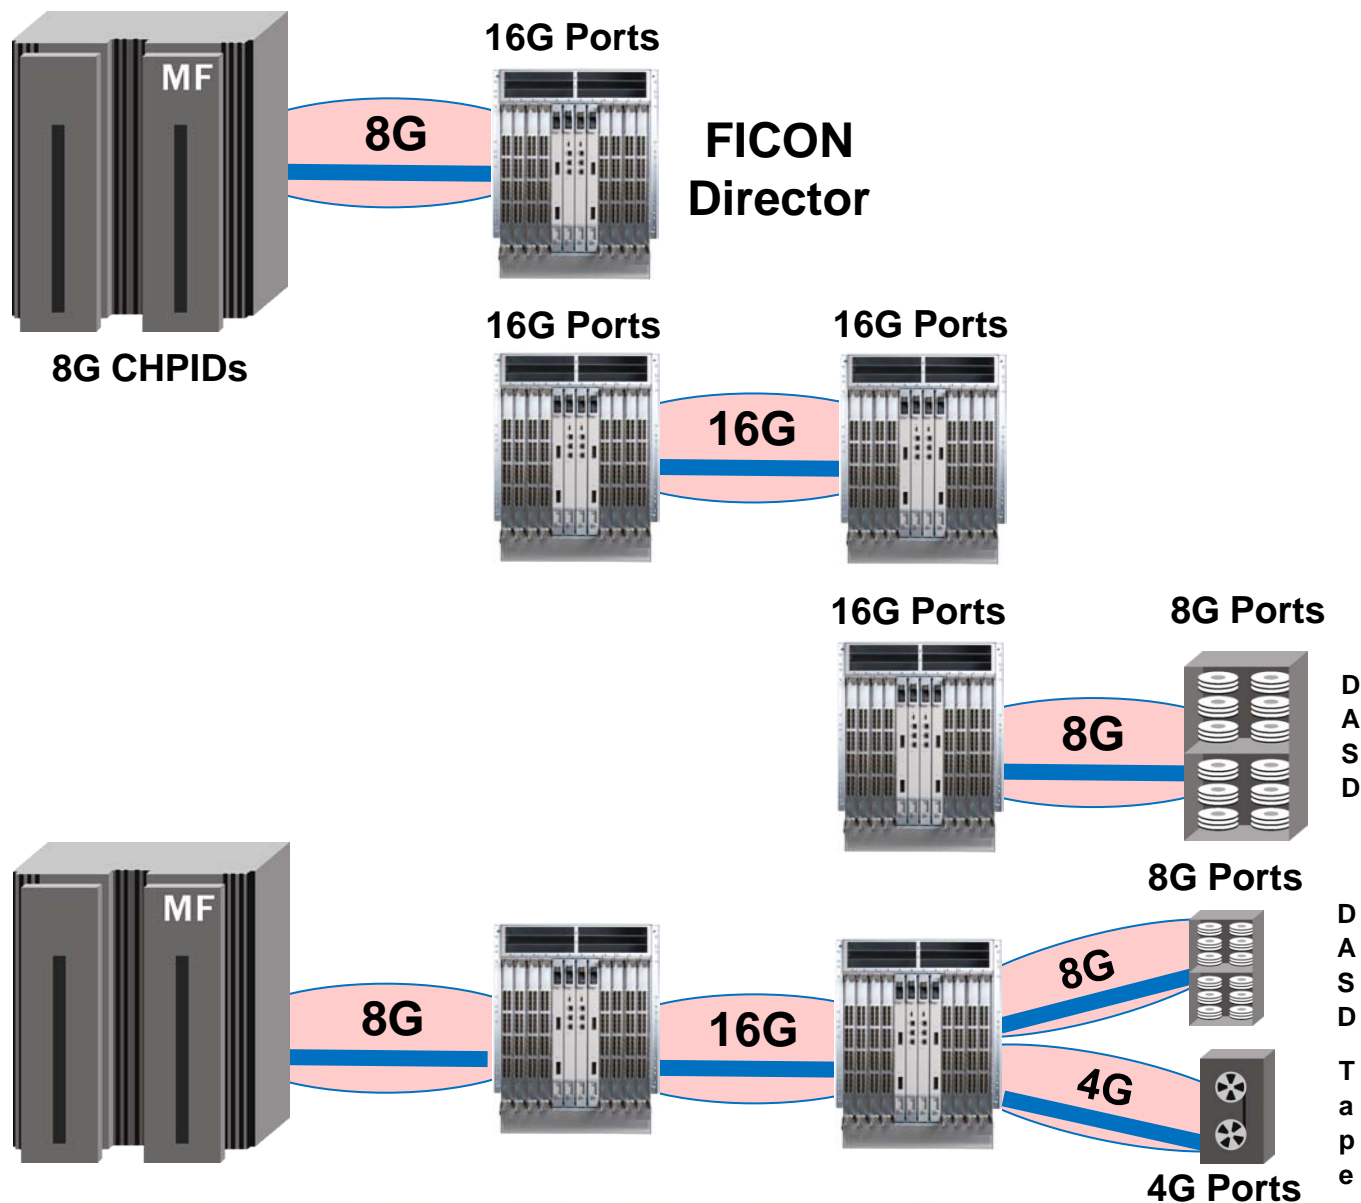 16G Ports
MF
8G
FICON
Director
8G CHPIDs
16G Ports
16G Ports
16G
16G Ports
8G Ports
8G
D
A
S
D
8G Ports
MF
8G
16G
8G
D
A
S
D
4G
T
a
p
e
4G Ports